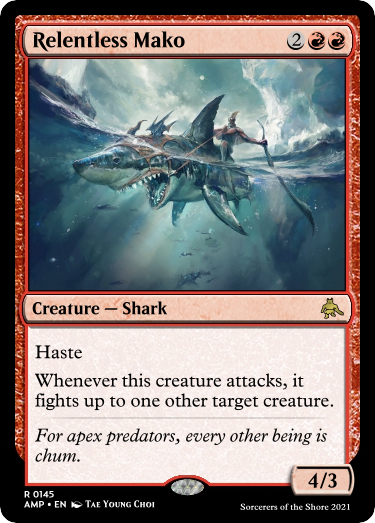 Relentless Mako 2
Creature — Shark
Haste
Whenever this creature attacks, it
fights up to one other target creature.
For apex predators, every other being is
chum.
4/3
R 0145
AMP • EN Tae Young Choi
Sorcerers of the Shore 2021